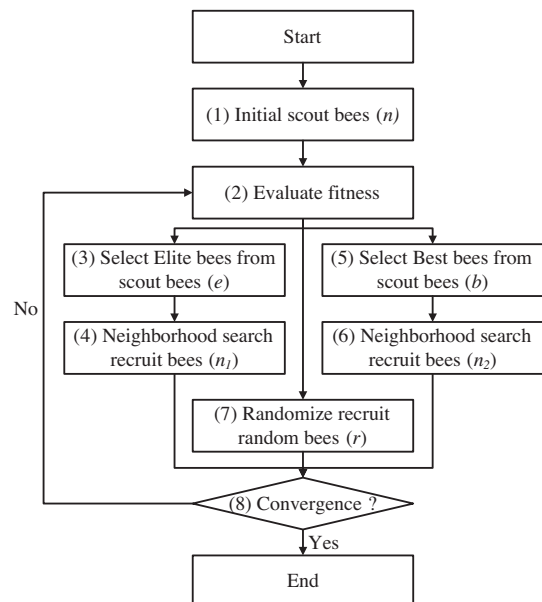 Start
(1) Initial scout bees (n)
(2) Evaluate fitness
(3) Select Elite bees from
scout bees (e)
(5) Select Best bees from
scout bees (b)
No
(4) Neighborhood search
recruit bees (n1)
(6) Neighborhood search
recruit bees (n2)
(7) Randomize recruit
random bees (r)
(8) Convergence ?
Yes
End